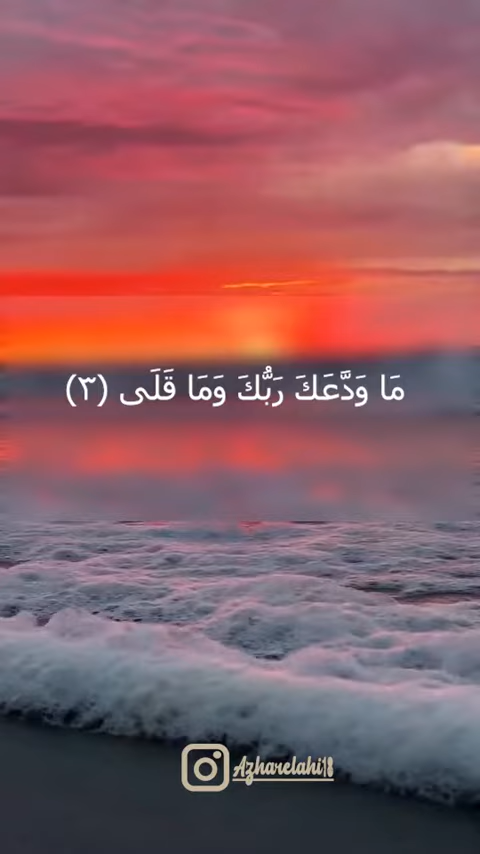 مَا وَدَّعَكَ رَبُّكَ وَمَا قَلَى (٣)
Azharelahi18